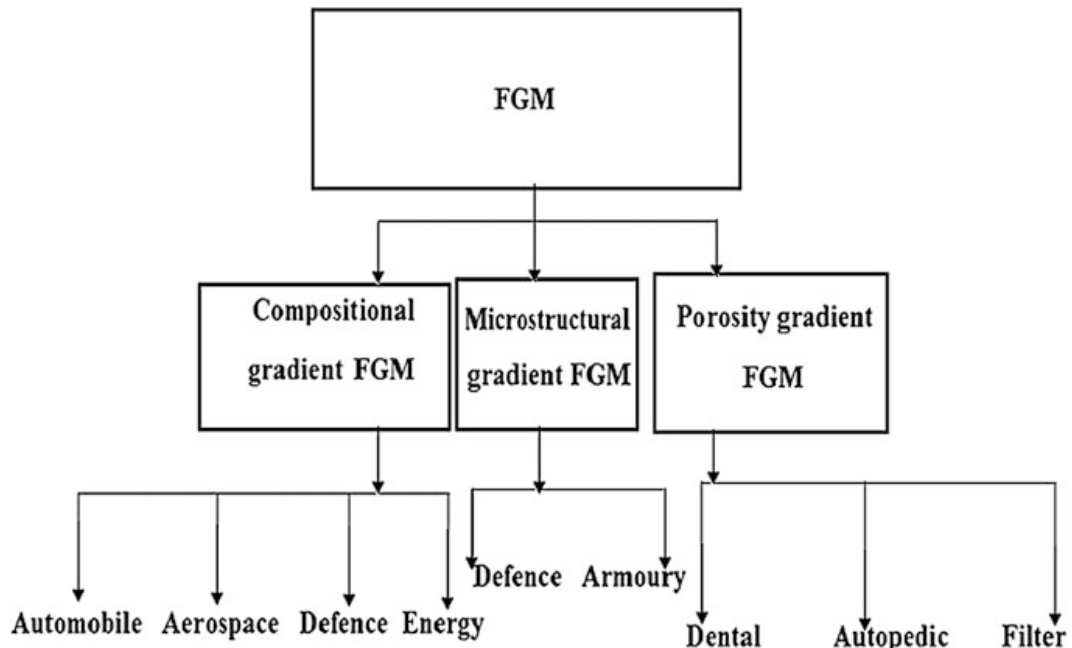 FGM
Compositional
gradient FGM
Microstructural
gradient FGM
Porosity gradient
FGM
Defence Armoury
Automobile Aerospace Defence Energy
Dental Autopedic Filter